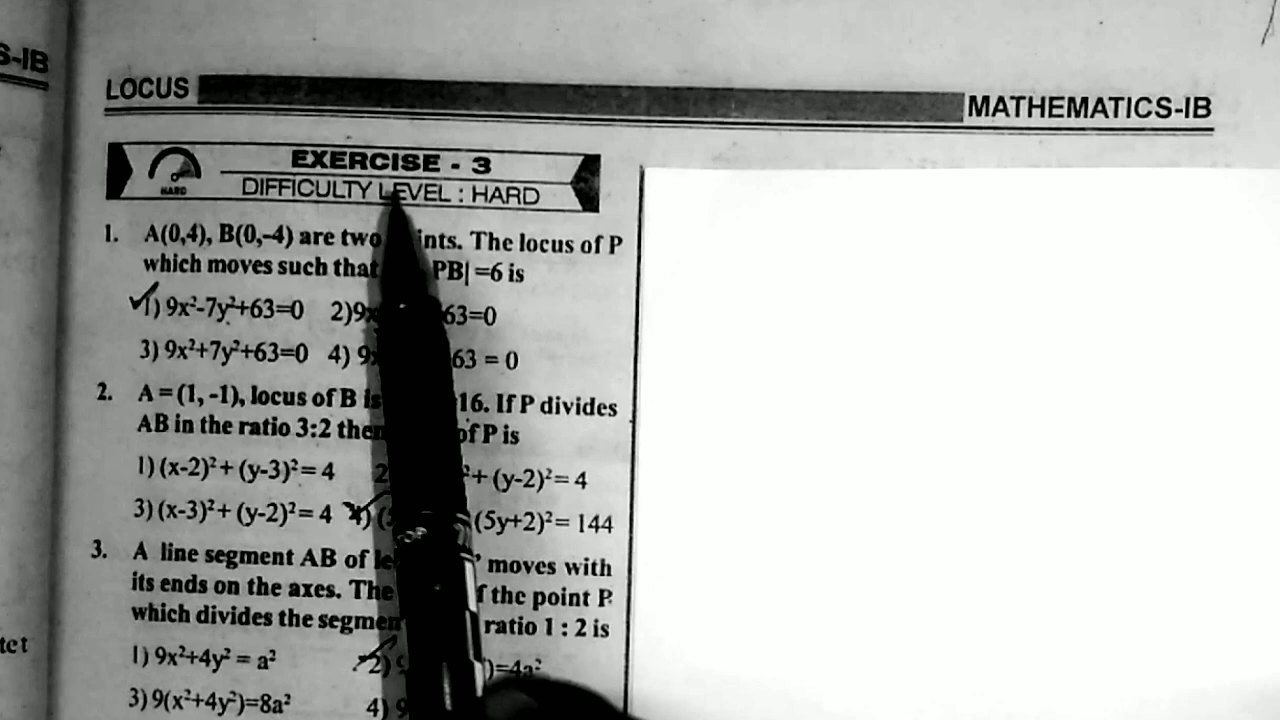 S-IB
LOCUS
MATHEMATICS-IB
EXERCISE - 3
HARD
DIFFICULTY LEVEL : HARD
1. A(0,4), B(0,-4) are two ints. The locus of P
which moves such that PB| =6 is
1) 9x²-7y²+63=0 2)9x 63=0
3) 9x²+7y²+63=0 4) 9 63 = 0
2. A = (1, -1), locus of B is 16. If P divides
AB in the ratio 3:2 then of P is
1) (x-2)²+ (y-3)²= 4 2 ²+ (y-2)²= 4
3) (x-3)²+ (y-2)²= 4 4) ( (5y+2)²= 144
3. A line segment AB of ' moves with
its ends on the axes. The f the point P
which divides the segmen ratio 1 : 2 is
tet
1) 9x²+4y² = a² 2) 9 )=4a²
3) 9(x²+4y²)=8a² 4) 9